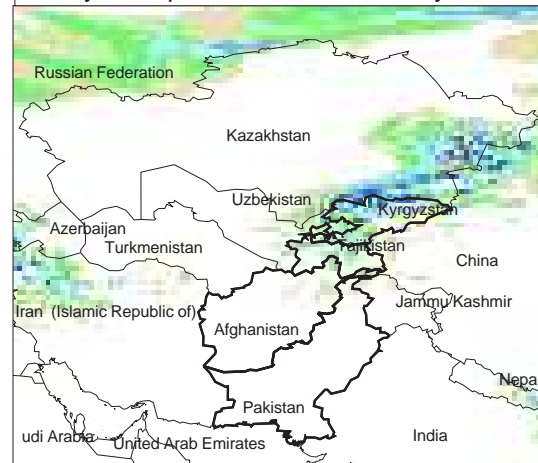 Russian Federation
Kazakhstan
Uzbekistan
Kyrgyzstan
Azerbaijan
Turkmenistan
Tajikistan
China
Jammu Kashmir
Iran (Islamic Republic of)
Afghanistan
Nepa
Pakistan
udi Arabia
United Arab Emirates
India